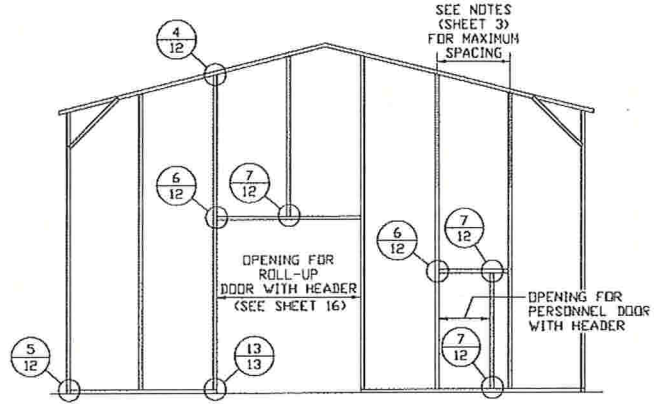 SEE NOTES
(SHEET 3)
FOR MAXIMUM
SPACING
4
12
6
12
7
12
6
12
7
12
OPENING FOR
ROLL-UP
DOOR WITH HEADER
(SEE SHEET 16)
OPENING FOR
PERSONNEL DOOR
WITH HEADER
5
12
13
13
7
12